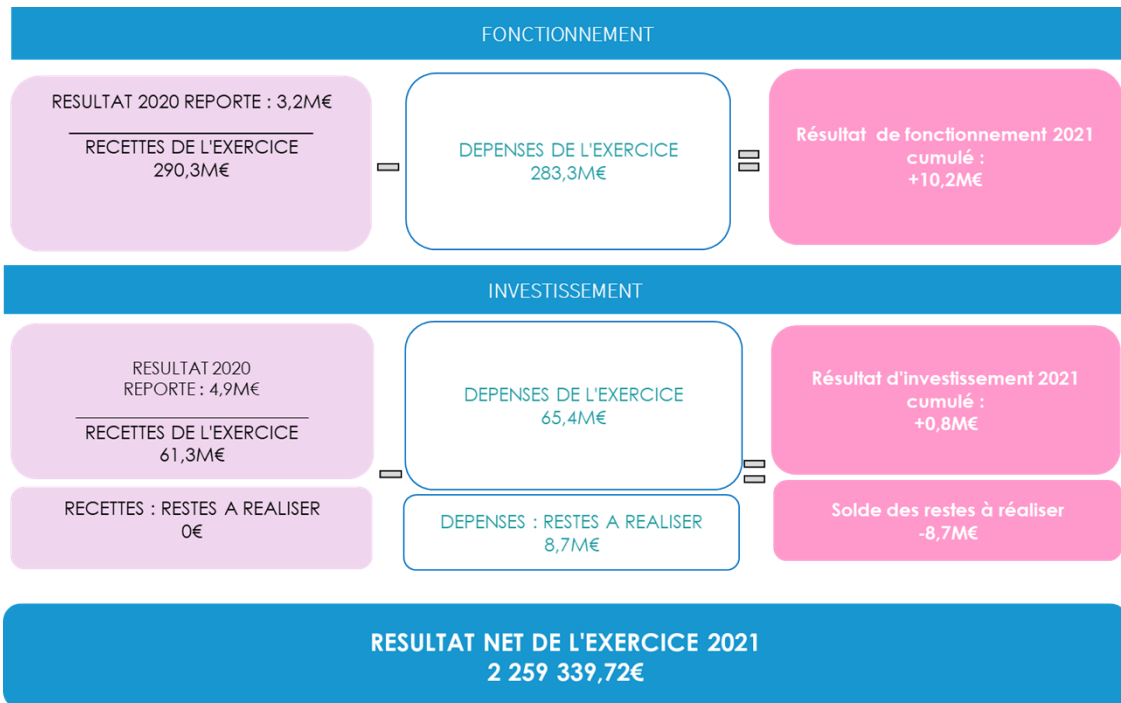 FONCTIONNEMENT
RESULTAT 2020 REPORTE : 3,2M€
RECETTES DE L'EXERCICE
290,3M€
DEPENSES DE L'EXERCICE
283,3M€
Résultat de fonctionnement 2021
cumulé :
+10,2M€
INVESTISSEMENT
RESULTAT 2020
REPORTE : 4,9M€
RECETTES DE L'EXERCICE
61,3M€
DEPENSES DE L'EXERCICE
65,4M€
Résultat d'investissement 2021
cumulé :
+0,8M€
RECETTES : RESTES A REALISER
0€
DEPENSES : RESTES A REALISER
8,7M€
Solde des restes à réaliser
-8,7M€
RESULTAT NET DE L'EXERCICE 2021
2 259 339,72€